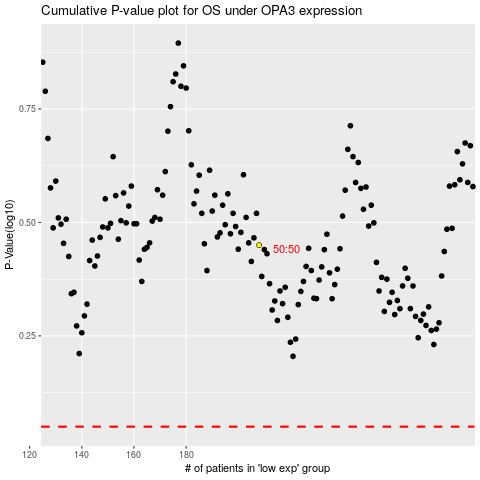 Cumulative P-value plot for OS under OPA3 expression
P-Value(log10)
0.75
0.50
0.25
50:50
120 140 160 180
# of patients in 'low exp' group